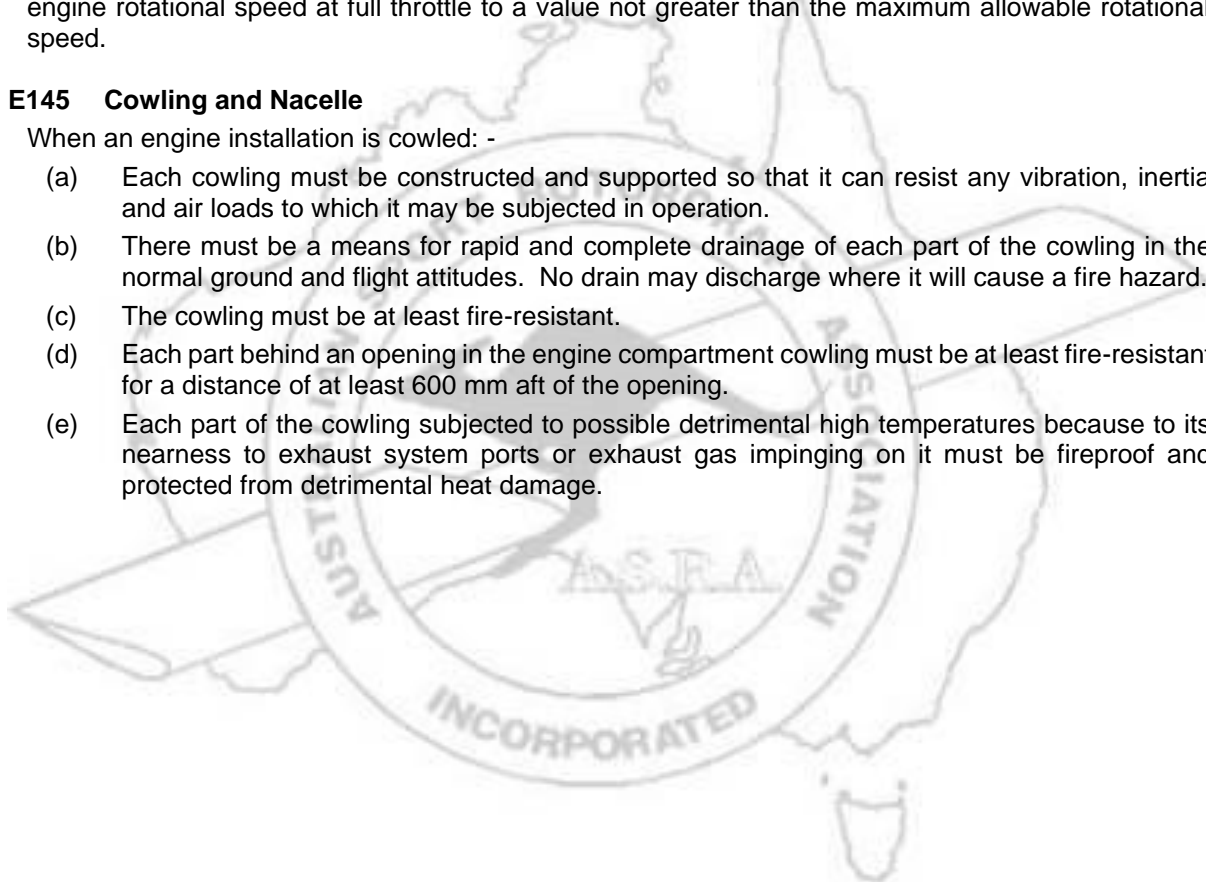 engine rotational speed at full throttle to a value not greater than the maximum allowable rotational
speed.
E145 Cowling and Nacelle
When an engine installation is cowled: -
(a) Each cowling must be constructed and supported so that it can resist any vibration, inertia
and air loads to which it may be subjected in operation.
(b) There must be a means for rapid and complete drainage of each part of the cowling in the
normal ground and flight attitudes. No drain may discharge where it will cause a fire hazard.
(c) The cowling must be at least fire-resistant.
(d) Each part behind an opening in the engine compartment cowling must be at least fire-resistant
for a distance of at least 600 mm aft of the opening.
(e) Each part of the cowling subjected to possible detrimental high temperatures because to its
nearness to exhaust system ports or exhaust gas impinging on it must be fireproof and
protected from detrimental heat damage.
AUSTRALIAN SPORT ROTORCRAFT ASSOCIATION
A.S.R.A.
INCORPORATED